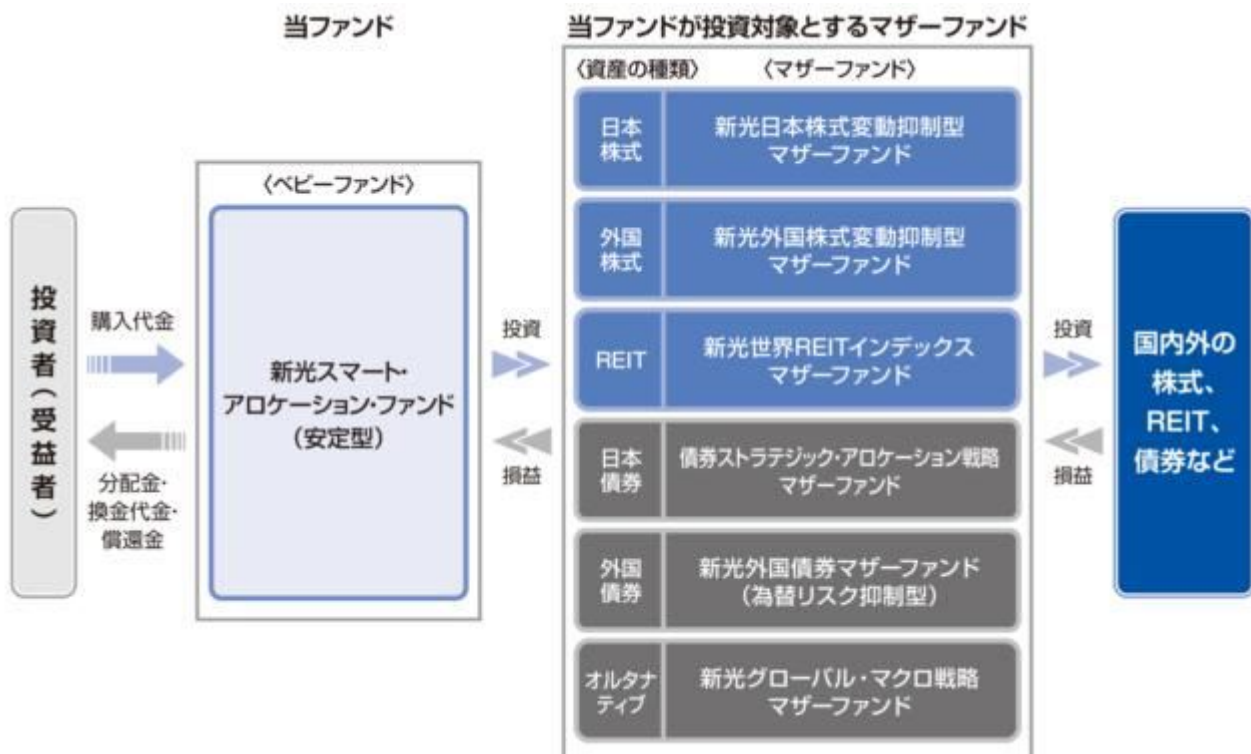 当ファンド
当ファンドが投資対象とするマザーファンド
〈資産の種類〉
〈マザーファンド〉
〈ベビーファンド〉
投資者（受益者）
購入代金
分配金・
換金代金・
償還金
新光スマート・
アロケーション・ファンド
（安定型）
投資
損益
日本
株式
新光日本株式変動抑制型
マザーファンド
外国
株式
新光外国株式変動抑制型
マザーファンド
REIT
新光世界REITインデックス
マザーファンド
日本
債券
債券ストラテジック・アロケーション戦略
マザーファンド
外国
債券
新光外国債券マザーファンド
（為替リスク抑制型）
オルタナ
ティブ
新光グローバル・マクロ戦略
マザーファンド
投資
損益
国内外の
株式、
REIT、
債券など